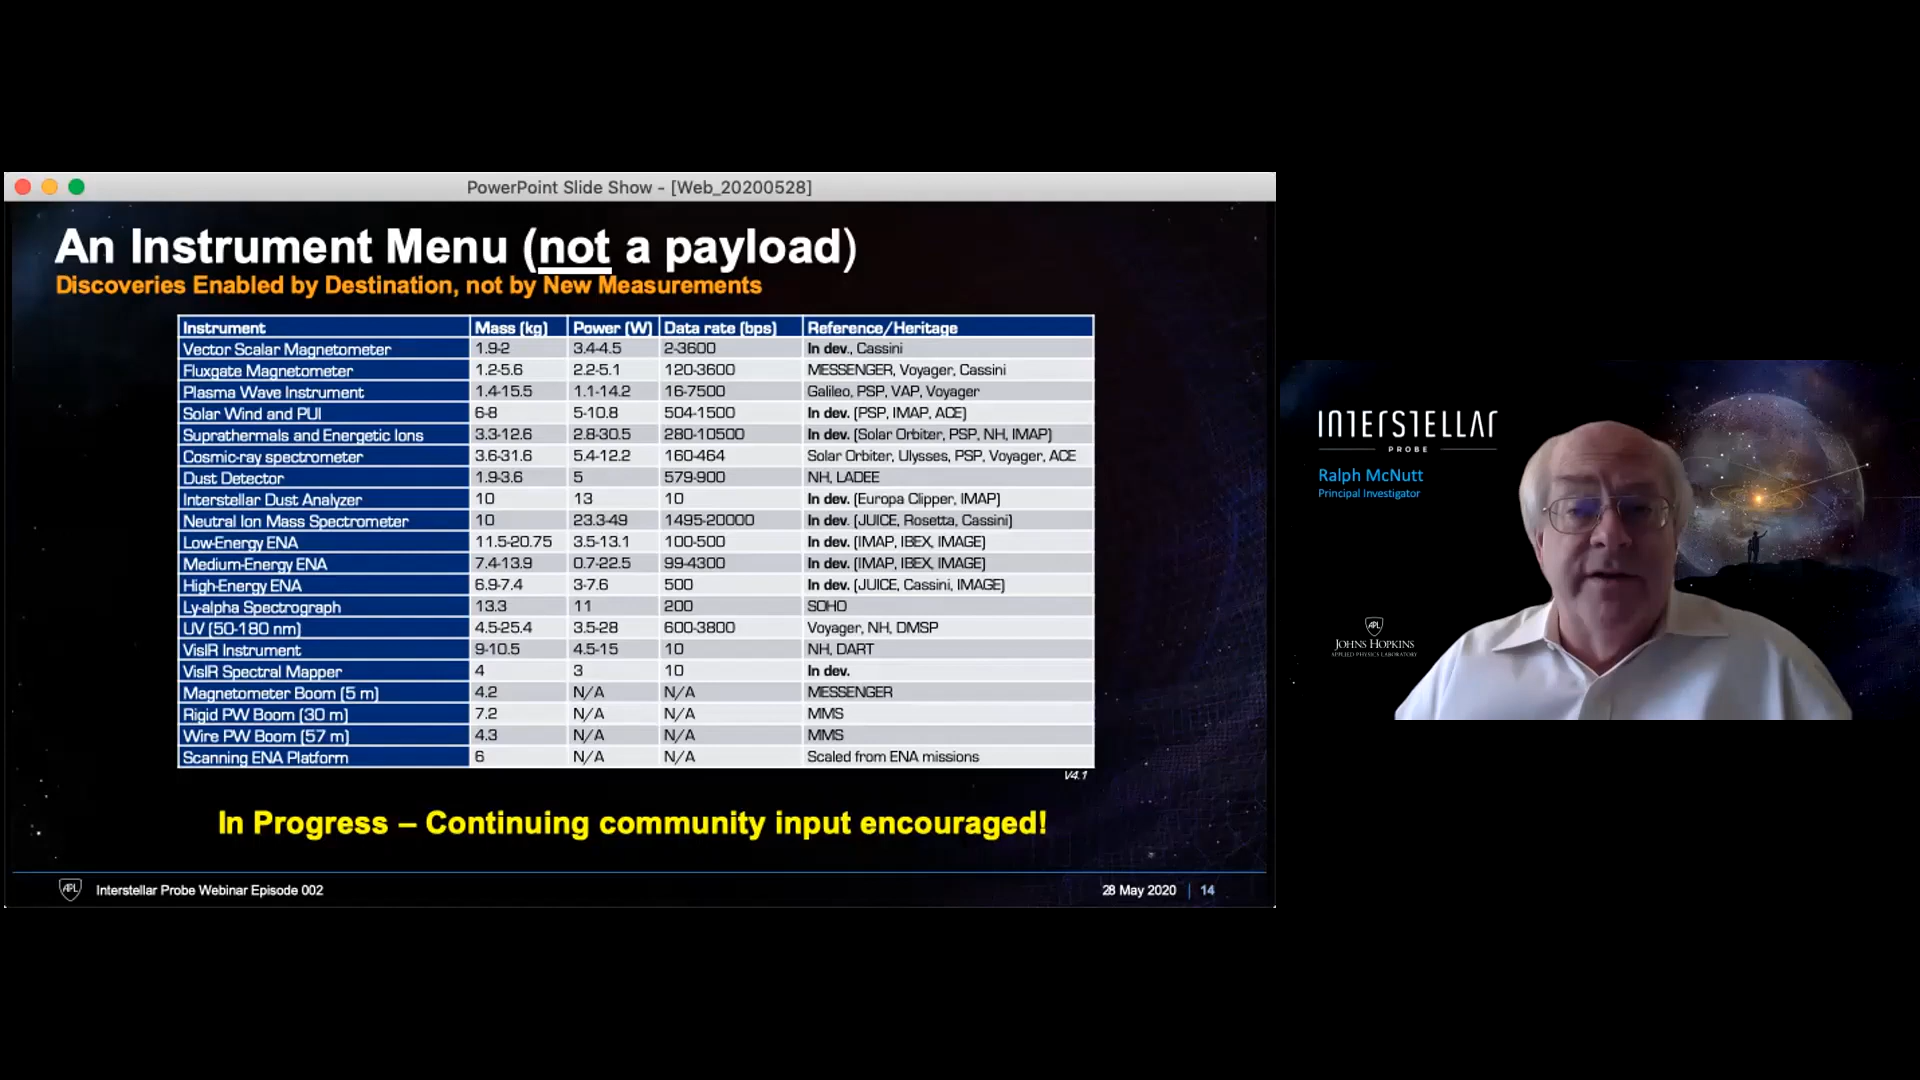 PowerPoint Slide Show - [Web_20200528]
An Instrument Menu (not a payload)
Discoveries Enabled by Destination, not by New Measurements
Instrument Mass (kg) Power (W) Data rate (bps) Reference/Heritage
Vector Scalar Magnetometer 1.9-2 3.4-4.5 2-3600 In dev., Cassini
Fluxgate Magnetometer 1.2-5.6 2.2-5.1 120-3600 MESSENGER, Voyager, Cassini
Plasma Wave Instrument 1.4-15.5 1.1-14.2 16-7500 Galileo, PSP, VAP, Voyager
Solar Wind and PUI 6-8 5-10.8 504-1500 In dev. (PSP, IMAP, ACE)
Suprathermals and Energetic Ions 3.3-12.6 2.8-30.5 280-10500 In dev. (Solar Orbiter, PSP, NH, IMAP)
Cosmic-ray spectrometer 3.6-31.6 5.4-12.2 160-464 Solar Orbiter, Ulysses, PSP, Voyager, ACE
Dust Detector 1.9-3.6 5 579-900 NH, LADEE
Interstellar Dust Analyzer 10 13 10 In dev. (Europa Clipper, IMAP)
Neutral Ion Mass Spectrometer 10 23.3-49 1495-20000 In dev. (JUICE, Rosetta, Cassini)
Low-Energy ENA 11.5-20.75 3.5-13.1 100-500 In dev. (IMAP, IBEX, IMAGE)
Medium-Energy ENA 7.4-13.9 0.7-22.5 99-4300 In dev. (IMAP, IBEX, IMAGE)
High-Energy ENA 6.9-7.4 3-7.6 500 In dev. (JUICE, Cassini, IMAGE)
Ly-alpha Spectrograph 13.3 11 200 SOHO
UV (50-180 nm) 4.5-25.4 3.5-28 600-3800 Voyager, NH, DMSP
VisIR Instrument 9-10.5 4.5-15 10 NH, DART
VisIR Spectral Mapper 4 3 10 In dev.
Magnetometer Boom (5 m) 4.2 N/A N/A MESSENGER
Rigid PW Boom (30 m) 7.2 N/A N/A MMS
Wire PW Boom (57 m) 4.3 N/A N/A MMS
Scanning ENA Platform 6 N/A N/A Scaled from ENA missions
V4.1
In Progress – Continuing community input encouraged!
APL Interstellar Probe Webinar Episode 002
28 May 2020 | 14
INTERSTELLAR
PROBE
Ralph McNutt
Principal Investigator
APL
JOHNS HOPKINS
APPLIED PHYSICS LABORATORY